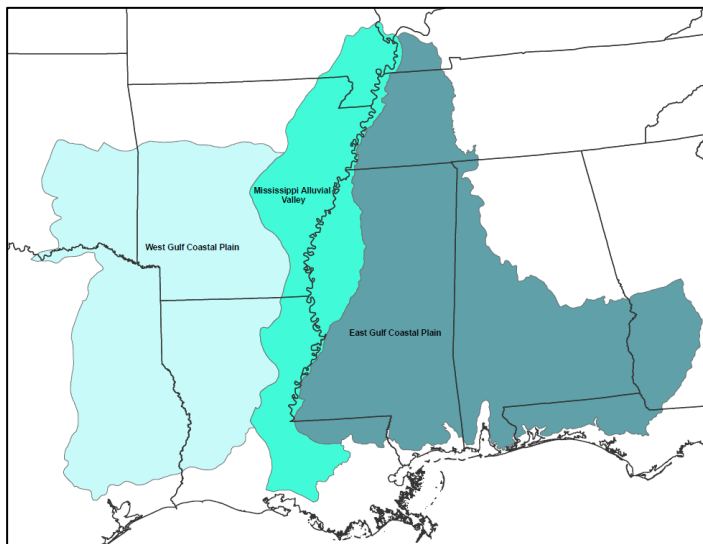 Mississippi Alluvial
Valley
West Gulf Coastal Plain
East Gulf Coastal Plain